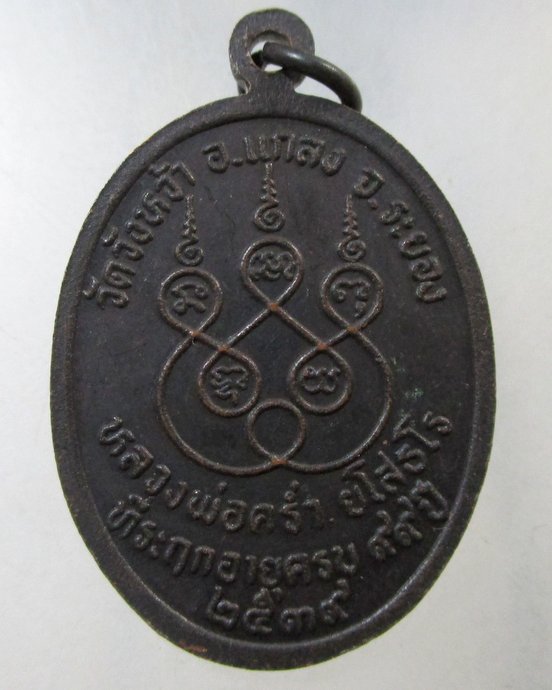 วัดวังหว้า อ.แกลง จ.ระยอง
หลวงพ่อคร่ำ ยโสธโร
ที่ระฤกอายุครบ ๙๙ ปี
๒๕๓๙